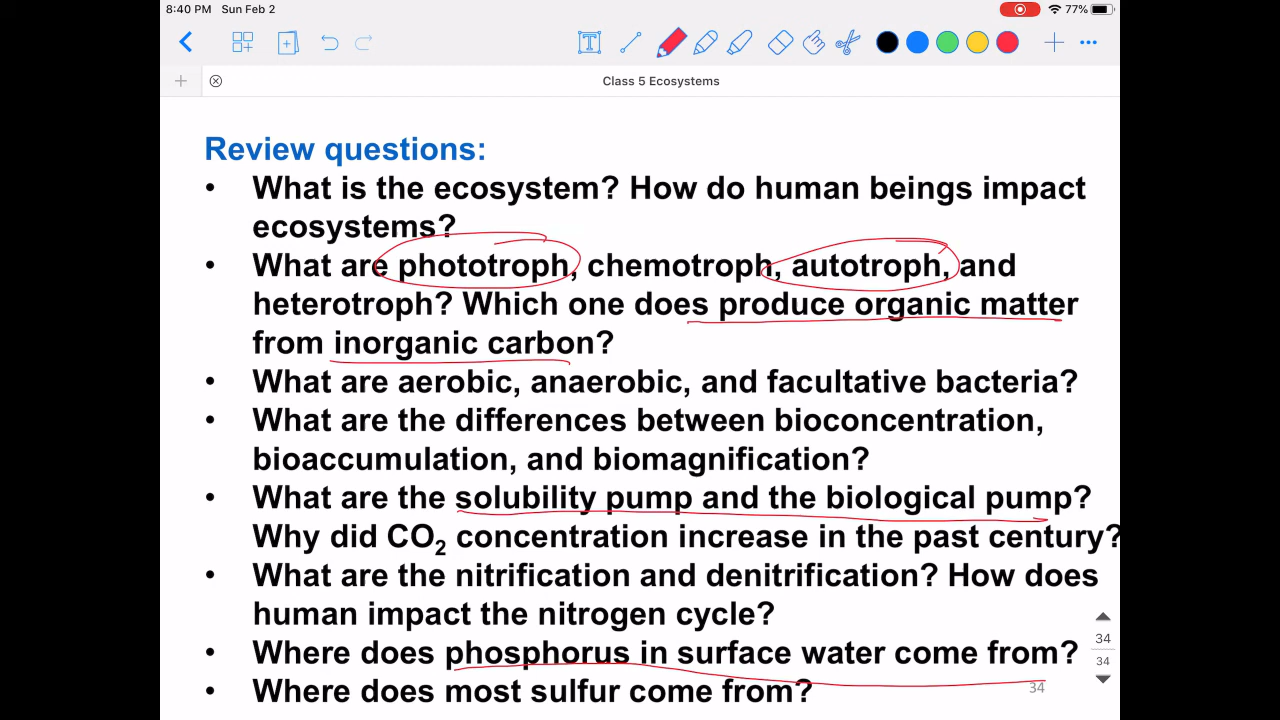 8:40 PM Sun Feb 2
77%
Class 5 Ecosystems
Review questions:
• What is the ecosystem? How do human beings impact
ecosystems?
• What are phototroph, chemotroph, autotroph, and
heterotroph? Which one does produce organic matter
from inorganic carbon?
• What are aerobic, anaerobic, and facultative bacteria?
• What are the differences between bioconcentration,
bioaccumulation, and biomagnification?
• What are the solubility pump and the biological pump?
Why did CO₂ concentration increase in the past century?
• What are the nitrification and denitrification? How does
human impact the nitrogen cycle?
• Where does phosphorus in surface water come from?
• Where does most sulfur come from?
34
34
34